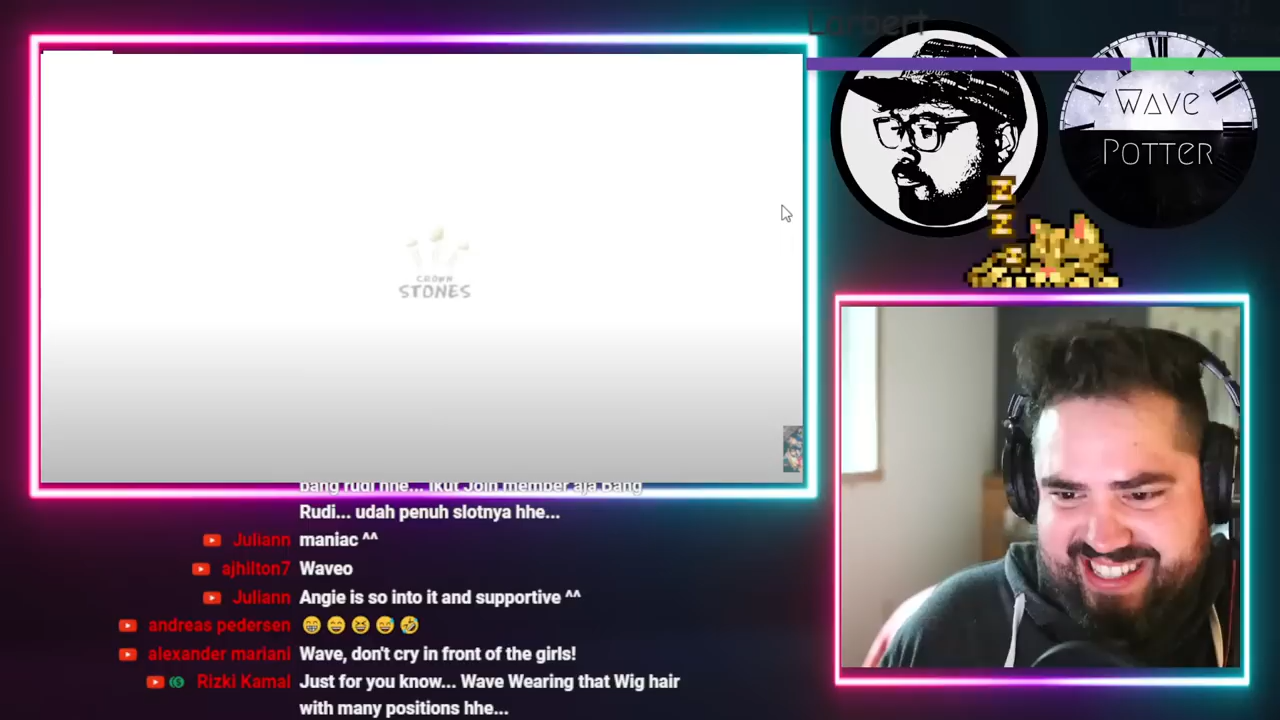 Larbert
WAVE
POTTER
Z
Z
Z
CROWN
STONES
bang rudi hhe... Ikut Join member aja Bang
Rudi... udah penuh slotnya hhe...
Juliann maniac ^^
ajhilton7 Waveo
Juliann Angie is so into it and supportive ^^
andreas pedersen 😁😄😆😅🤣
alexander mariani Wave, don't cry in front of the girls!
Rizki Kamal Just for you know... Wave Wearing that Wig hair
with many positions hhe...